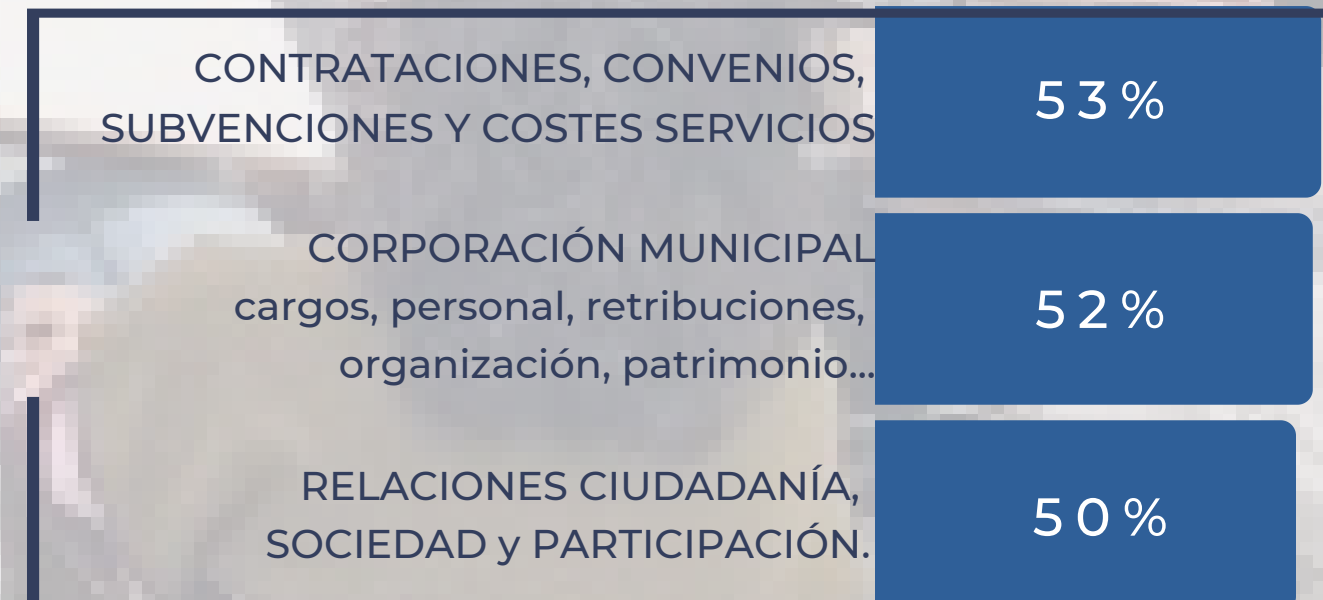 CONTRATACIONES, CONVENIOS,
SUBVENCIONES Y COSTES SERVICIOS
53%
CORPORACIÓN MUNICIPAL
cargos, personal, retribuciones,
organización, patrimonio...
52%
RELACIONES CIUDADANÍA,
SOCIEDAD y PARTICIPACIÓN.
50%